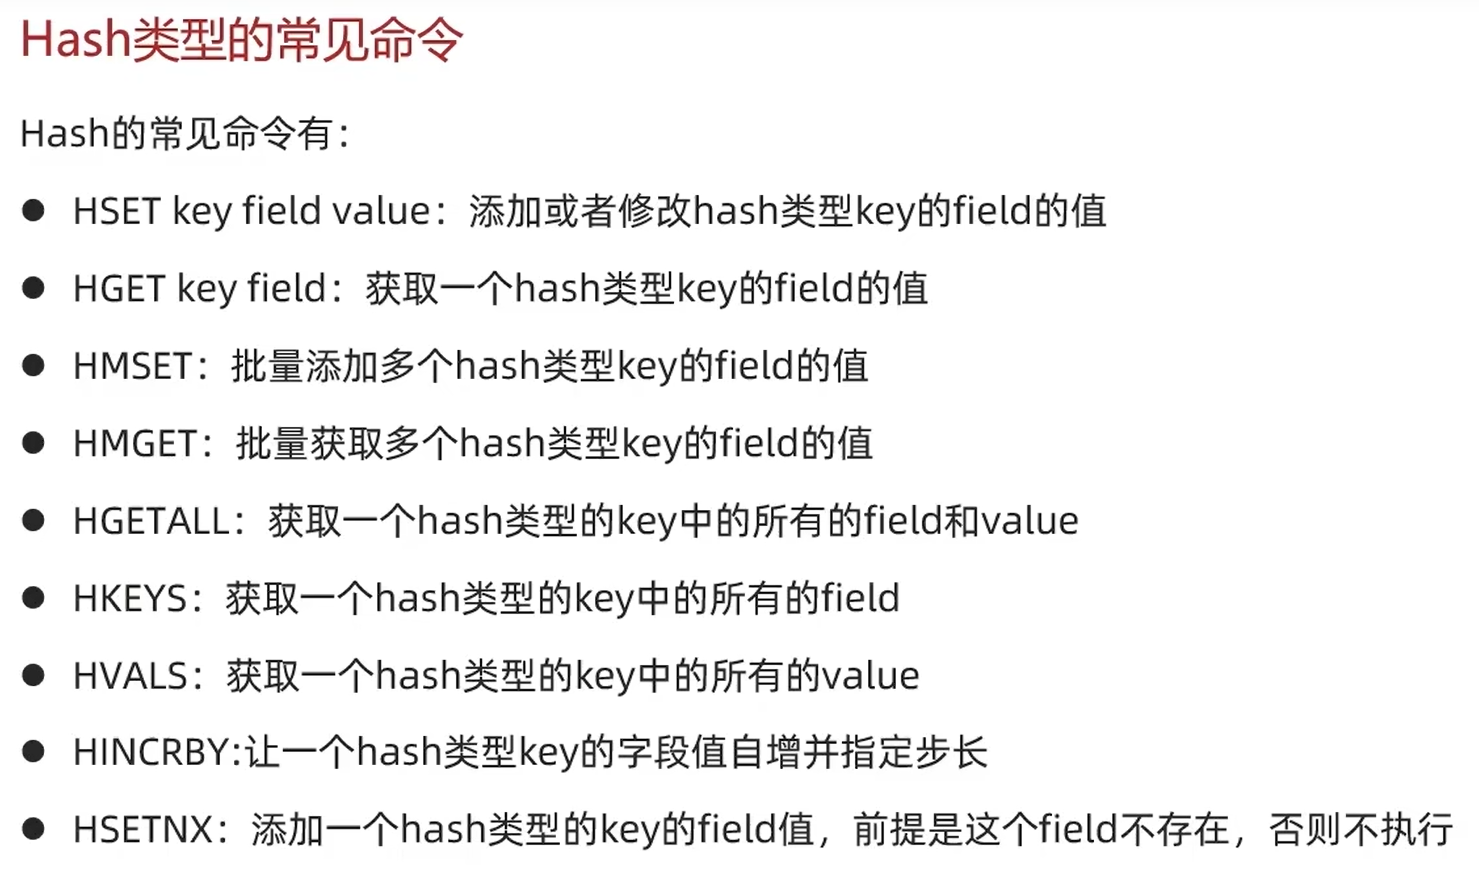 Hash类型的常见命令
Hash的常见命令有：
● HSET key field value：添加或者修改hash类型key的field的值
● HGET key field：获取一个hash类型key的field的值
● HMSET：批量添加多个hash类型key的field的值
● HMGET：批量获取多个hash类型key的field的值
● HGETALL：获取一个hash类型的key中的所有的field和value
● HKEYS：获取一个hash类型的key中的所有的field
● HVALS：获取一个hash类型的key中的所有的value
● HINCRBY:让一个hash类型key的字段值自增并指定步长
● HSETNX：添加一个hash类型的key的field值，前提是这个field不存在，否则不执行